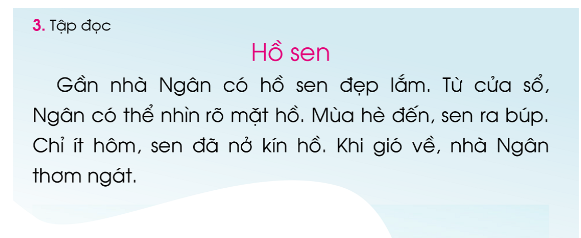 3. Tập đọc
Hồ sen
Gần nhà Ngân có hồ sen đẹp lắm. Từ cửa sổ,
Ngân có thể nhìn rõ mặt hồ. Mùa hè đến, sen ra búp.
Chỉ ít hôm, sen đã nở kín hồ. Khi gió về, nhà Ngân
thơm ngát.